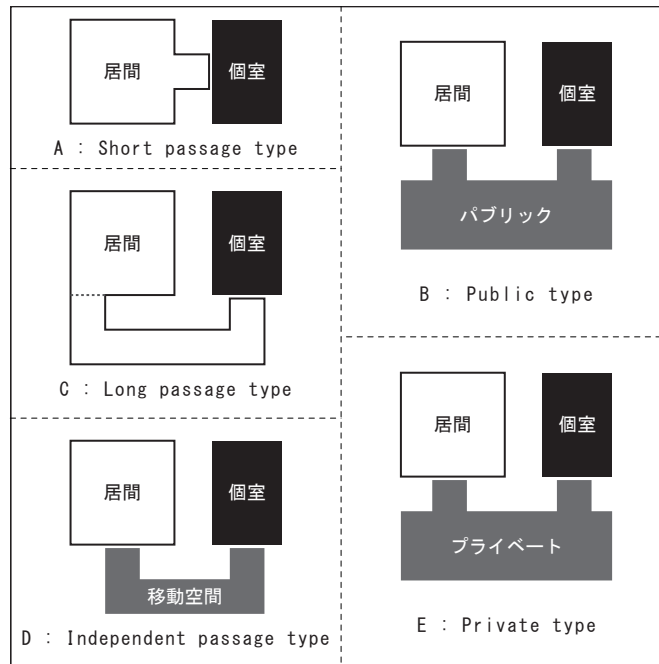 居間
個室
A : Short passage type
居間
個室
C : Long passage type
居間
個室
移動空間
D : Independent passage type
居間
個室
パブリック
B : Public type
居間
個室
プライベート
E : Private type